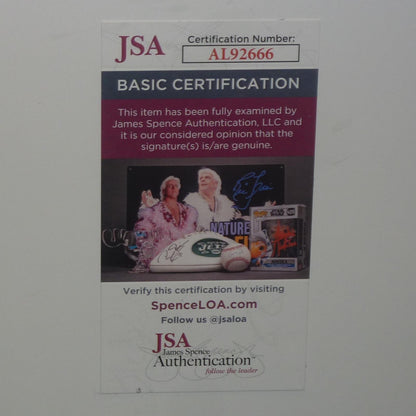 JSA
Certification Number:
AL92666
BASIC CERTIFICATION
This item has been fully examined by
James Spence Authentication, LLC and
it is our considered opinion that the
signature(s) is/are genuine.
NATURE
JETS
Verify this certification by visiting
SpenceLOA.com
Follow us @jsaloa
JSA
James Spence
Authentication™
follow the leader